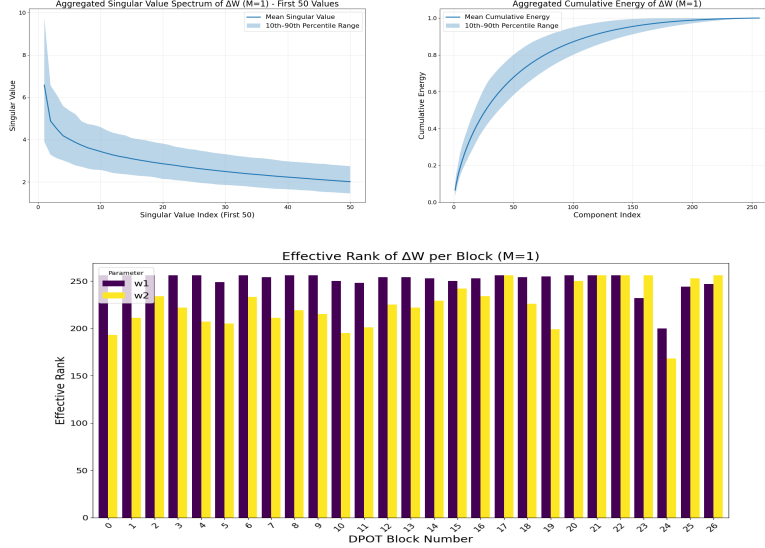 Aggregated Singular Value Spectrum of ΔW (M=1) - First 50 Values
10
8
6
4
2
Singular Value
Mean Singular Value
10th–90th Percentile Range
0 10 20 30 40 50
Singular Value Index (First 50)
Aggregated Cumulative Energy of ΔW (M=1)
1.0
0.8
0.6
0.4
0.2
0.0
Cumulative Energy
Mean Cumulative Energy
10th–90th Percentile Range
0 50 100 150 200 250
Component Index
Effective Rank of ΔW per Block (M=1)
Parameter
w1
w2
250
200
150
100
50
0
Effective Rank
0 1 2 3 4 5 6 7 8 9 10 11 12 13 14 15 16 17 18 19 20 21 22 23 24 25 26
DPOT Block Number